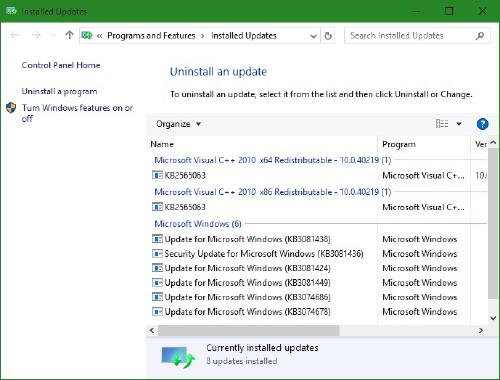 Installed Updates
« Programs and Features › Installed Updates
Search Installed Updates
Control Panel Home
Uninstall a program
Turn Windows features on or
off
Uninstall an update
To uninstall an update, select it from the list and then click Uninstall or Change.
Organize
Name Program Ver
Microsoft Visual C++ 2010 x64 Redistributable - 10.0.40219 (1)
KB2565063 Microsoft Visual C+... 10.0
Microsoft Visual C++ 2010 x86 Redistributable - 10.0.40219 (1)
KB2565063 Microsoft Visual C+...
Microsoft Windows (6)
Update for Microsoft Windows (KB3081438) Microsoft Windows
Security Update for Microsoft Windows (KB3081436) Microsoft Windows
Update for Microsoft Windows (KB3081424) Microsoft Windows
Update for Microsoft Windows (KB3081449) Microsoft Windows
Update for Microsoft Windows (KB3074686) Microsoft Windows
Update for Microsoft Windows (KB3074678) Microsoft Windows
Currently installed updates
8 updates installed